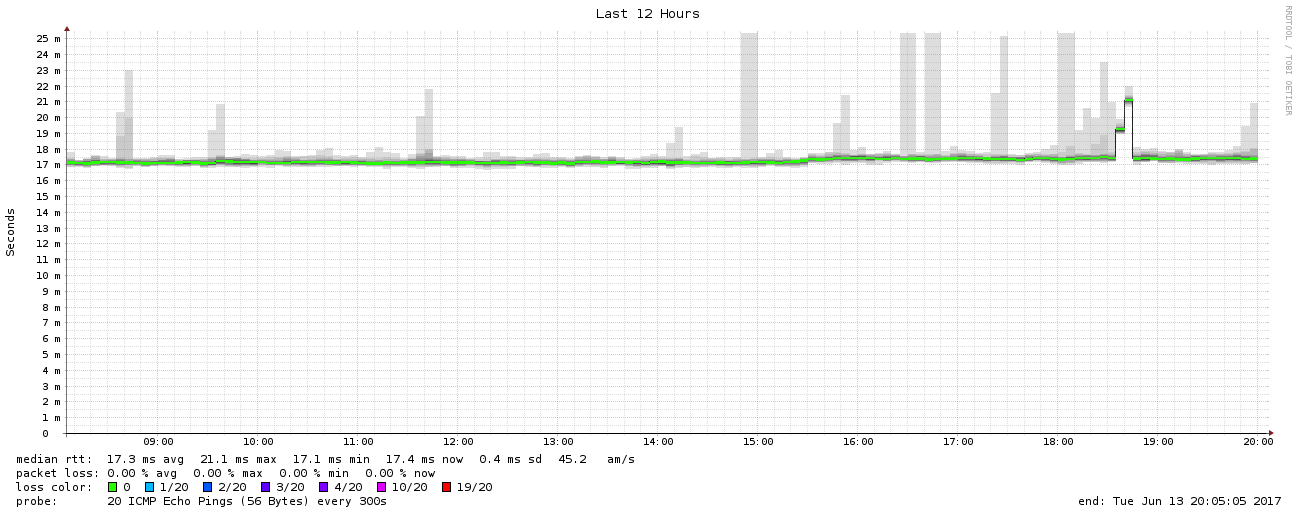 Last 12 Hours
RRDTOOL / TOBI OETIKER
Seconds
25 m
24 m
23 m
22 m
21 m
20 m
19 m
18 m
17 m
16 m
15 m
14 m
13 m
12 m
11 m
10 m
9 m
8 m
7 m
6 m
5 m
4 m
3 m
2 m
1 m
0
09:00 10:00 11:00 12:00 13:00 14:00 15:00 16:00 17:00 18:00 19:00 20:00
median rtt: 17.3 ms avg 21.1 ms max 17.1 ms min 17.4 ms now 0.4 ms sd 45.2 am/s
packet loss: 0.00 % avg 0.00 % max 0.00 % min 0.00 % now
loss color: 0 1/20 2/20 3/20 4/20 10/20 19/20
probe: 20 ICMP Echo Pings (56 Bytes) every 300s end: Tue Jun 13 20:05:05 2017